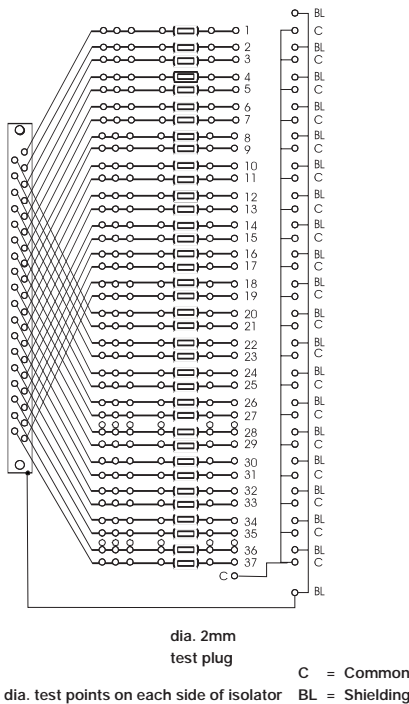 BL
1 C
2 BL
3 C
4 BL
5 C
6 BL
7 C
8 BL
9 C
10 BL
11 C
12 BL
13 C
14 BL
15 C
16 BL
17 C
18 BL
19 C
20 BL
21 C
22 BL
23 C
24 BL
25 C
26 BL
27 C
28 BL
29 C
30 BL
31 C
32 BL
33 C
34 BL
35 C
36 BL
37 C
C
BL
dia. 2mm
test plug
C = Common
dia. test points on each side of isolator BL = Shielding